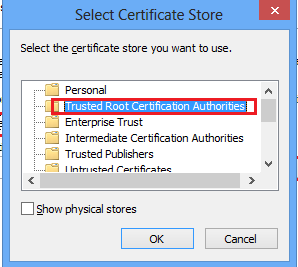 Select Certificate Store
Select the certificate store you want to use.
Personal
Trusted Root Certification Authorities
Enterprise Trust
Intermediate Certification Authorities
Trusted Publishers
Untrusted Certificates
Show physical stores
OK
Cancel